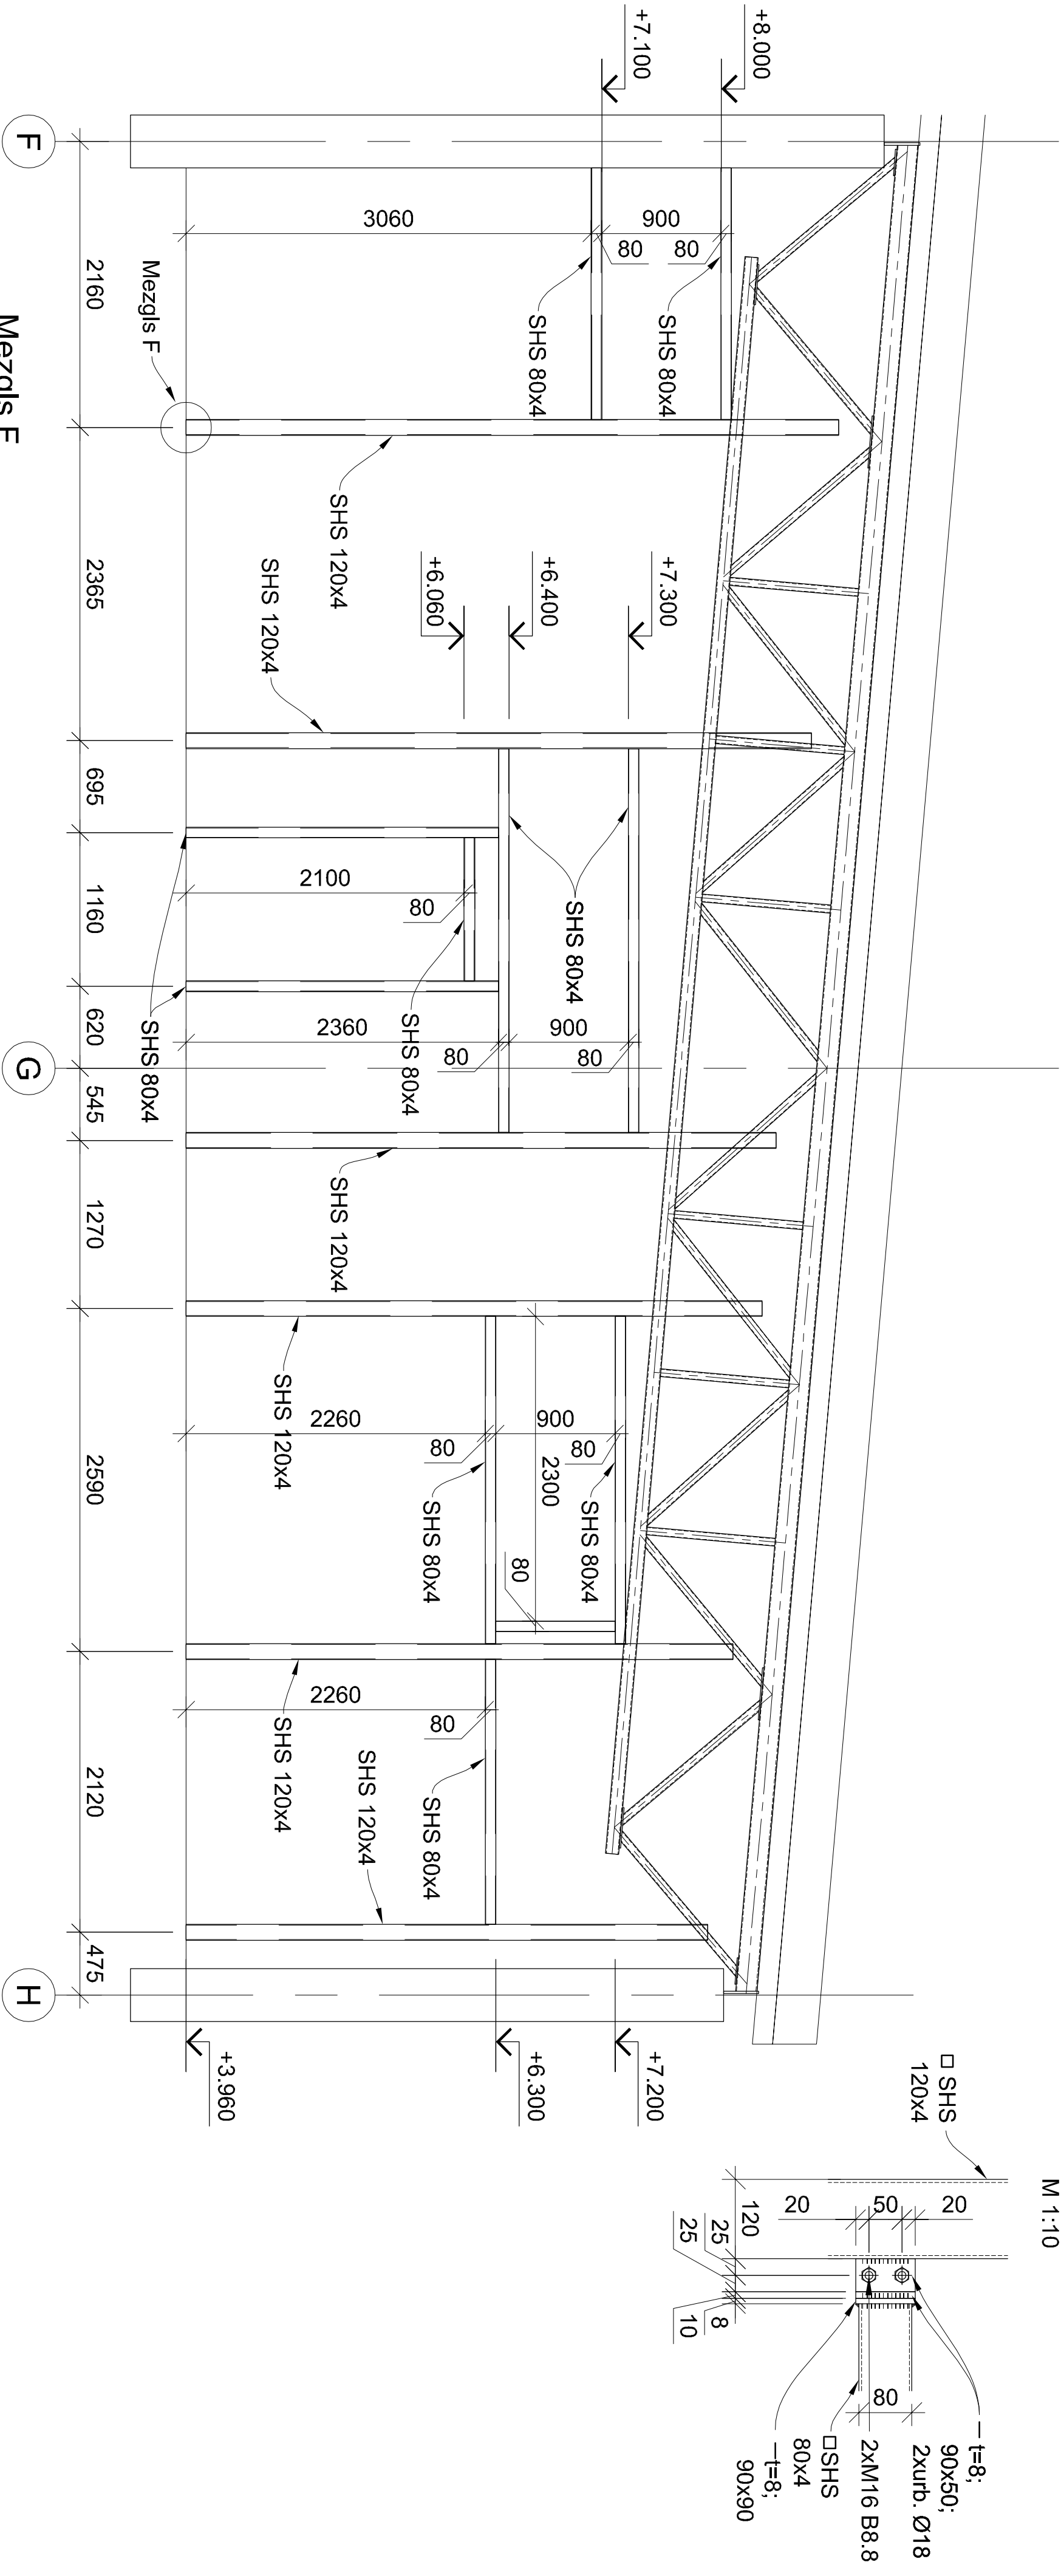 +8.000
+7.100
3060
900
80
80
SHS 80x4
SHS 80x4
Mezgls F
SHS 120x4
SHS 120x4
+7.300
+6.400
+6.060
2100
80
SHS 80x4
SHS 80x4
SHS 80x4
2360
900
80
80
SHS 120x4
SHS 120x4
2260
900
80
80
2300
80
SHS 80x4
SHS 80x4
SHS 120x4
2260
80
SHS 80x4
SHS 120x4
+7.200
+6.300
+3.960
2160
2365
695
1160
620
545
1270
2590
2120
475
F
G
H
Mezgls F
M 1:10
□ SHS
120x4
20
50
20
120
25
25
8
10
80
t=8;
90x50;
2xurb. Ø18
2xM16 B8.8
□SHS
80x4
t=8;
90x90